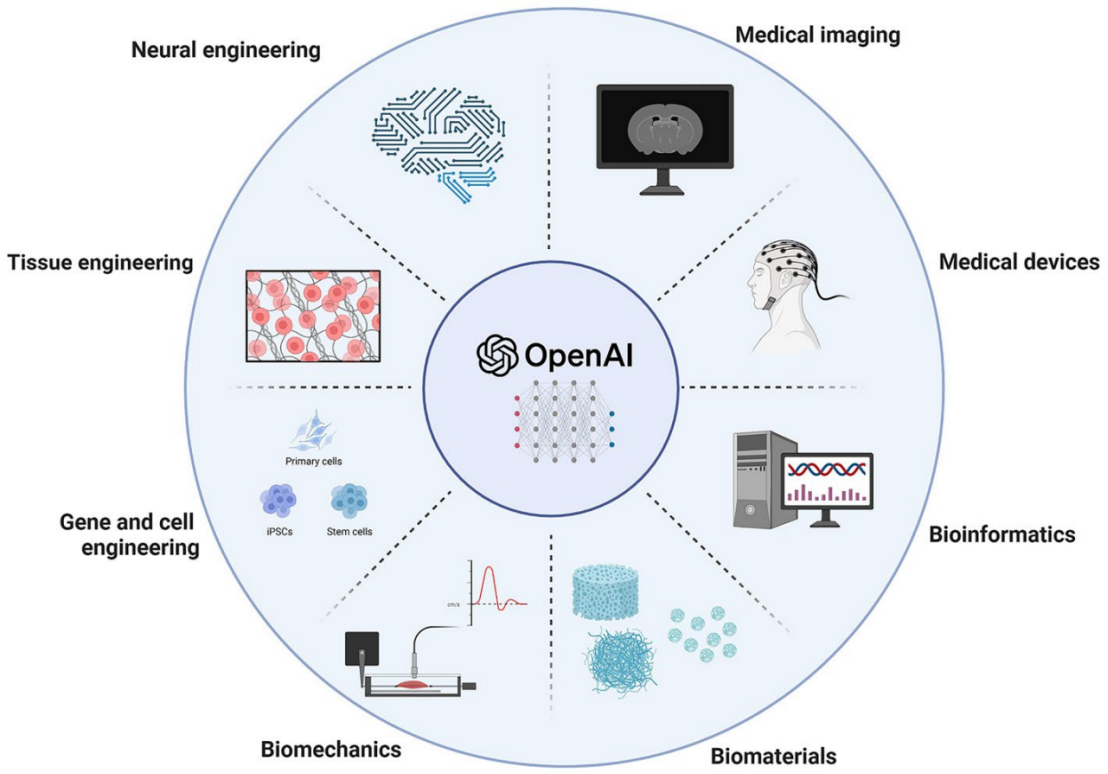 Neural engineering
Medical imaging
Tissue engineering
Medical devices
OpenAI
Primary cells
iPSCs
Stem cells
Gene and cell
engineering
Bioinformatics
cm/s
Biomechanics
Biomaterials